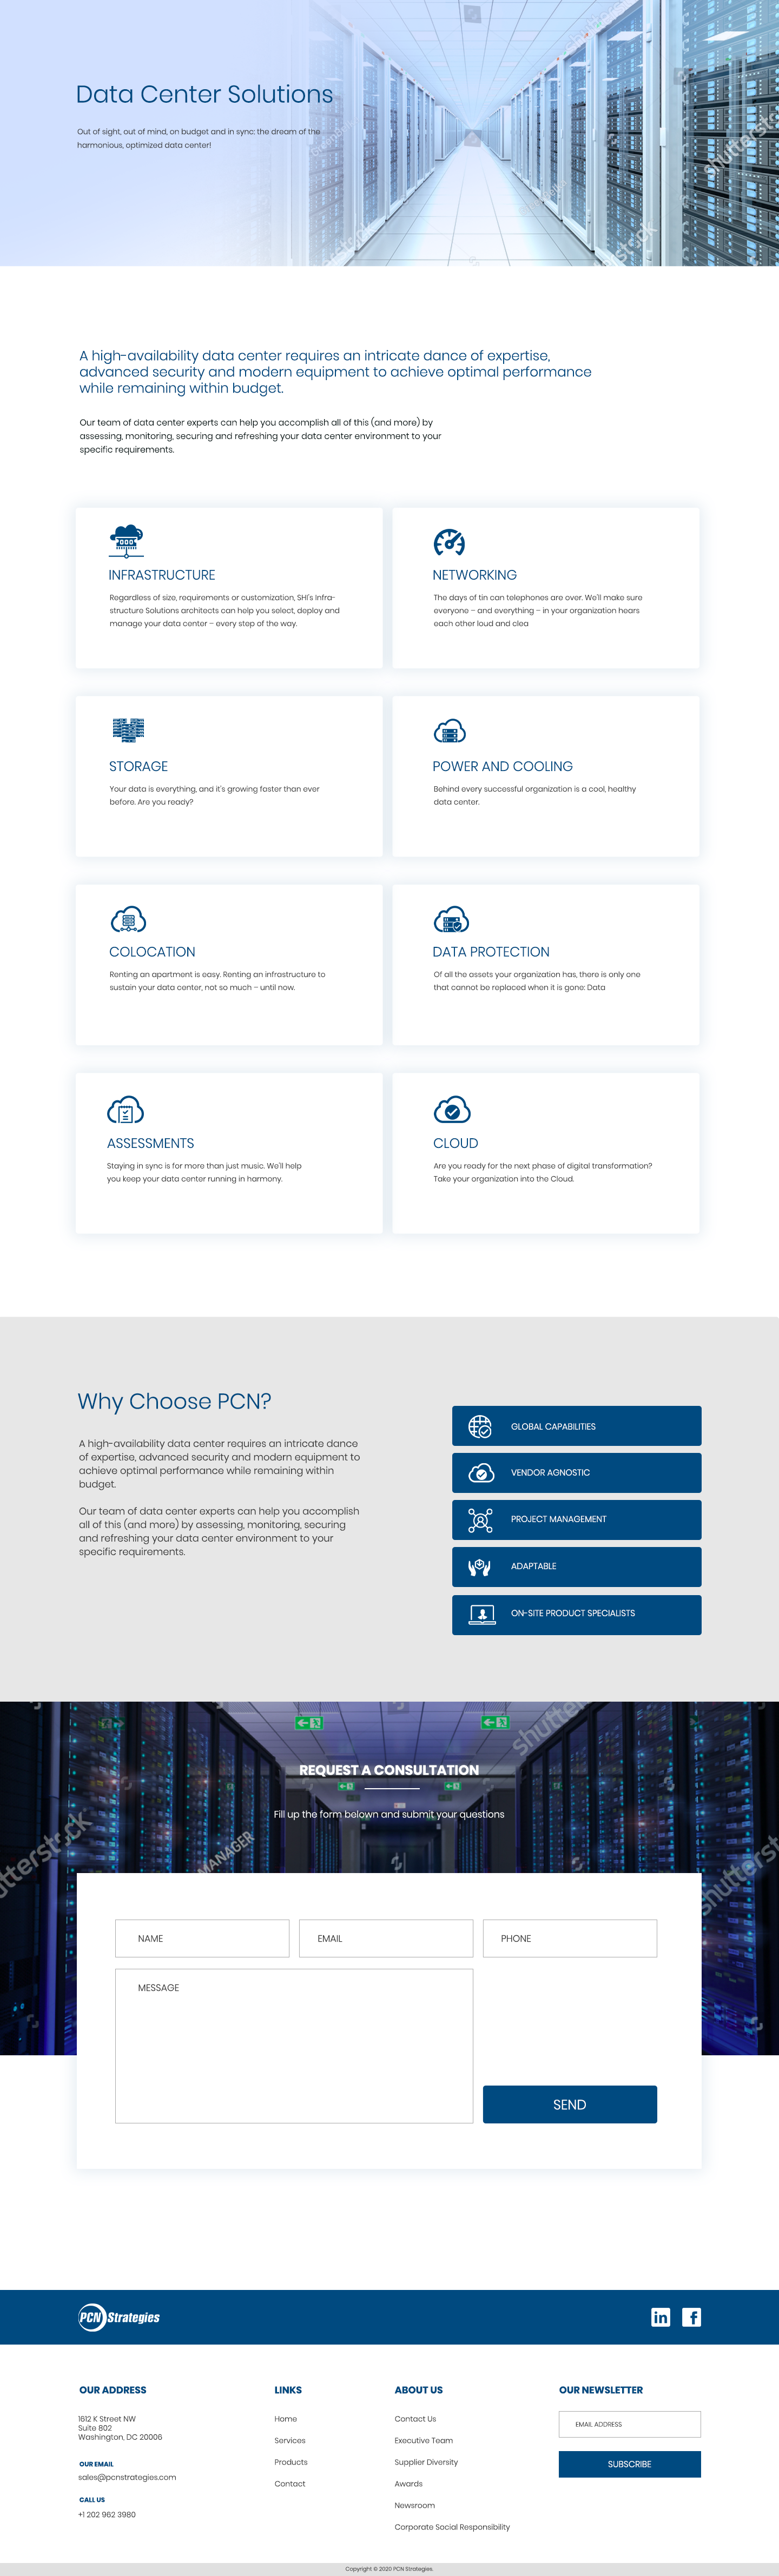 Data Center Solutions
Out of sight, out of mind, on budget and in sync: the dream of the
harmonious, optimized data center!
A high-availability data center requires an intricate dance of expertise,
advanced security and modern equipment to achieve optimal performance
while remaining within budget.
Our team of data center experts can help you accomplish all of this (and more) by
assessing, monitoring, securing and refreshing your data center environment to your
specific requirements.
INFRASTRUCTURE
Regardless of size, requirements or customization, SHI's Infra-
structure Solutions architects can help you select, deploy and
manage your data center – every step of the way.
NETWORKING
The days of tin can telephones are over. We'll make sure
everyone – and everything – in your organization hears
each other loud and clea
STORAGE
Your data is everything, and it's growing faster than ever
before. Are you ready?
POWER AND COOLING
Behind every successful organization is a cool, healthy
data center.
COLOCATION
Renting an apartment is easy. Renting an infrastructure to
sustain your data center, not so much – until now.
DATA PROTECTION
Of all the assets your organization has, there is only one
that cannot be replaced when it is gone: Data
ASSESSMENTS
Staying in sync is for more than just music. We'll help
you keep your data center running in harmony.
CLOUD
Are you ready for the next phase of digital transformation?
Take your organization into the Cloud.
Why Choose PCN?
A high-availability data center requires an intricate dance
of expertise, advanced security and modern equipment to
achieve optimal performance while remaining within
budget.
Our team of data center experts can help you accomplish
all of this (and more) by assessing, monitoring, securing
and refreshing your data center environment to your
specific requirements.
GLOBAL CAPABILITIES
VENDOR AGNOSTIC
PROJECT MANAGEMENT
ADAPTABLE
ON-SITE PRODUCT SPECIALISTS
REQUEST A CONSULTATION
Fill up the form belown and submit your questions
MANAGER
NAME
EMAIL
PHONE
MESSAGE
SEND
PCN Strategies
in f
OUR ADDRESS
1612 K Street NW
Suite 802
Washington, DC 20006
OUR EMAIL
sales@pcnstrategies.com
CALL US
+1 202 962 3980
LINKS
Home
Services
Products
Contact
ABOUT US
Contact Us
Executive Team
Supplier Diversity
Awards
Newsroom
Corporate Social Responsibility
OUR NEWSLETTER
EMAIL ADDRESS
SUBSCRIBE
Copyright © 2020 PCN Strategies.